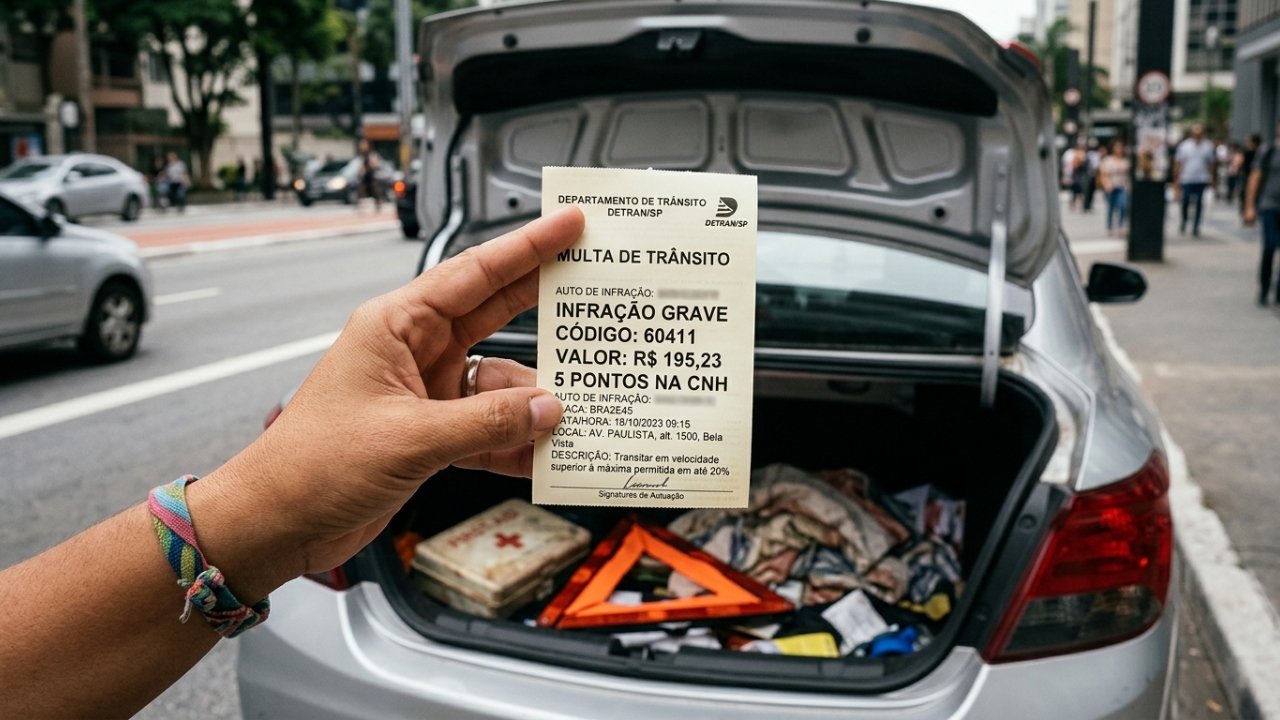 DEPARTAMENTO DE TRÂNSITO
DETRAN/SP
DETRAN/SP
MULTA DE TRÂNSITO
AUTO DE INFRAÇÃO:
INFRAÇÃO GRAVE
CÓDIGO: 60411
VALOR: R$ 195,23
5 PONTOS NA CNH
AUTO DE INFRAÇÃO:
LACA: BRA2E45
DATA/HORA: 18/10/2023 09:15
LOCAL: AV. PAULISTA, alt. 1500, Bela
Vista
DESCRIÇÃO: Transitar em velocidade
superior à máxima permitida em até 20%
Signatures de Autuação